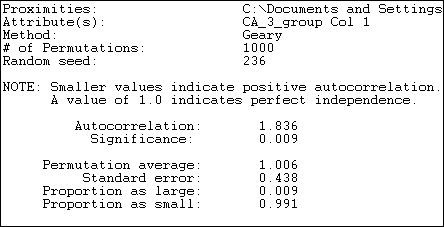 Proximities: C:\Documents and Settings
Attribute(s): CA_3_group Col 1
Method: Geary
# of Permutations: 1000
Random seed: 236
NOTE: Smaller values indicate positive autocorrelation.
A value of 1.0 indicates perfect independence.
Autocorrelation: 1.836
Significance: 0.009
Permutation average: 1.006
Standard error: 0.438
Proportion as large: 0.009
Proportion as small: 0.991